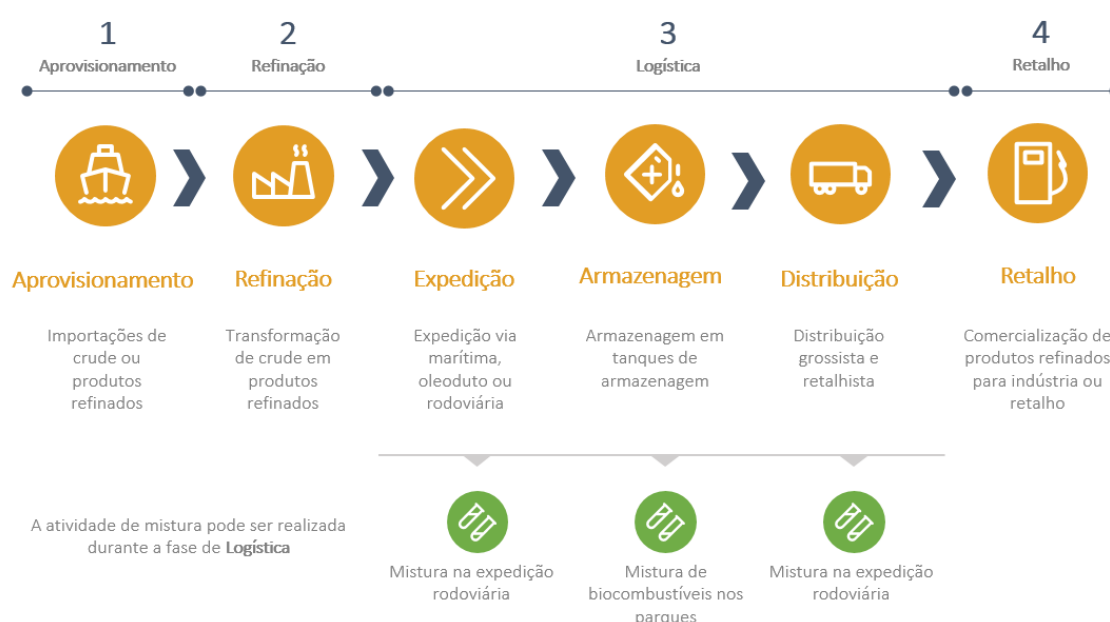 1
Aprovisionamento
2
Refinação
3
Logística
4
Retalho
Aprovisionamento
Importações de
crude ou
produtos
refinados
Refinação
Transformação
de crude em
produtos
refinados
Expedição
Expedição via
marítima,
oleoduto ou
rodoviária
Armazenagem
Armazenagem em
tanques de
armazenagem
Distribuição
Distribuição
grossista e
retalhista
Retalho
Comercialização de
produtos refinados
para indústria ou
retalho
A atividade de mistura pode ser realizada
durante a fase de Logística
Mistura na expedição
rodoviária
Mistura de
biocombustíveis nos
parques
Mistura na expedição
rodoviária